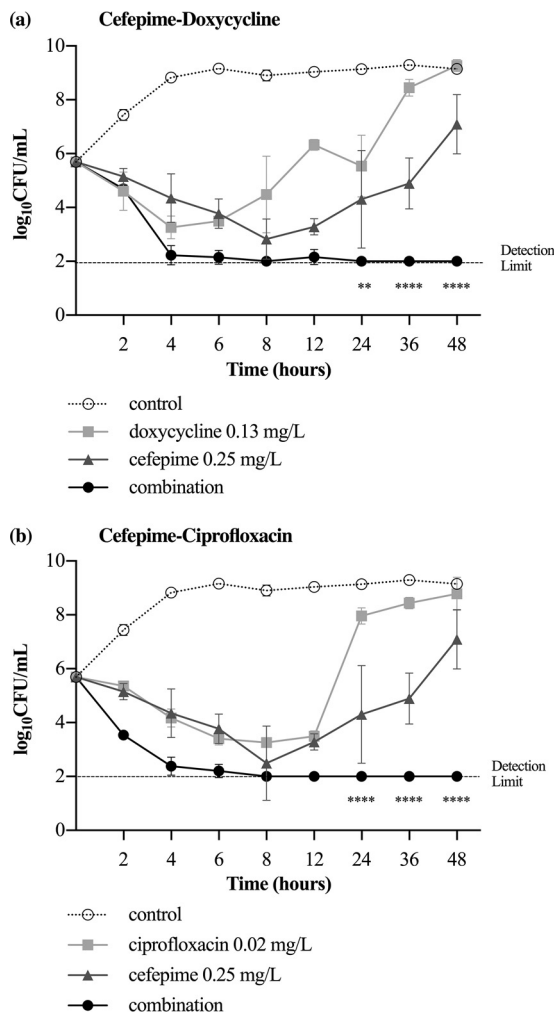 (a) Cefepime-Doxycycline
10
8
6
4
2
0
log10CFU/mL
Detection
Limit
** **** ****
2 4 6 8 12 24 36 48
Time (hours)
control
doxycycline 0.13 mg/L
cefepime 0.25 mg/L
combination
(b) Cefepime-Ciprofloxacin
10
8
6
4
2
0
log10CFU/mL
Detection
Limit
**** **** ****
2 4 6 8 12 24 36 48
Time (hours)
control
ciprofloxacin 0.02 mg/L
cefepime 0.25 mg/L
combination